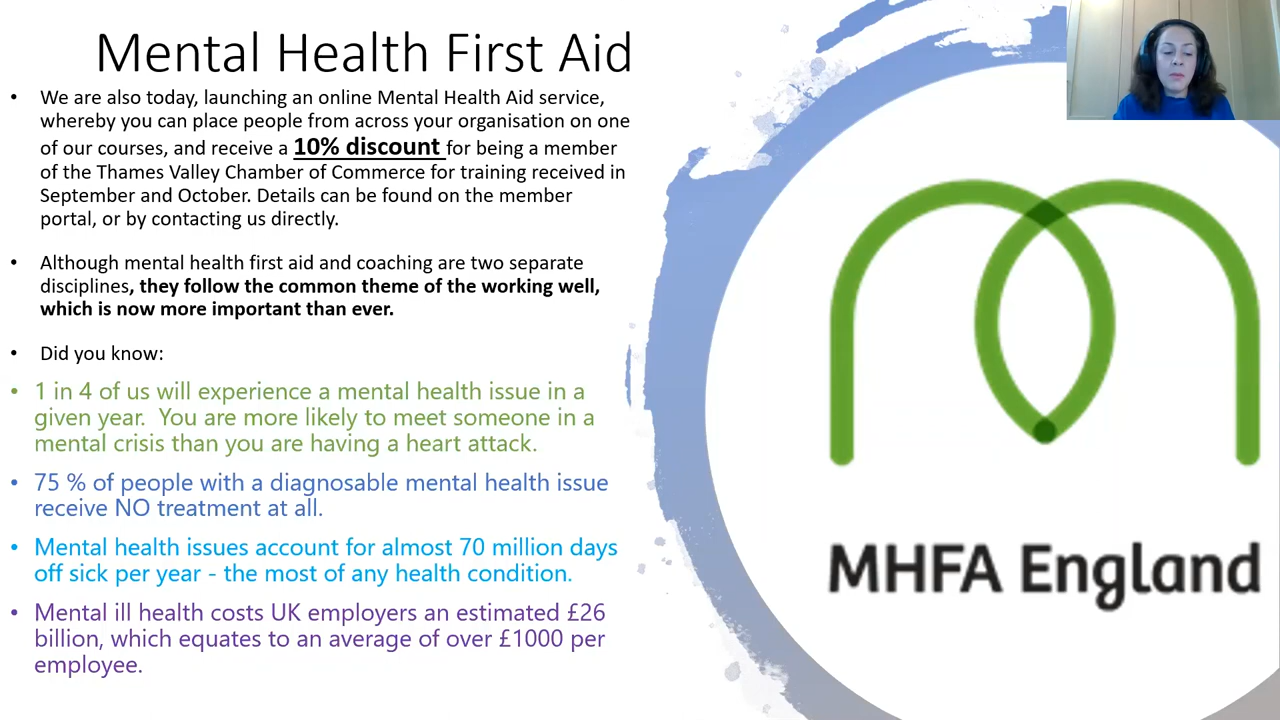 Mental Health First Aid
• We are also today, launching an online Mental Health Aid service,
whereby you can place people from across your organisation on one
of our courses, and receive a 10% discount for being a member
of the Thames Valley Chamber of Commerce for training received in
September and October. Details can be found on the member
portal, or by contacting us directly.
• Although mental health first aid and coaching are two separate
disciplines, they follow the common theme of the working well,
which is now more important than ever.
• Did you know:
• 1 in 4 of us will experience a mental health issue in a
given year. You are more likely to meet someone in a
mental crisis than you are having a heart attack.
• 75 % of people with a diagnosable mental health issue
receive NO treatment at all.
• Mental health issues account for almost 70 million days
off sick per year - the most of any health condition.
• Mental ill health costs UK employers an estimated £26
billion, which equates to an average of over £1000 per
employee.
MHFA England